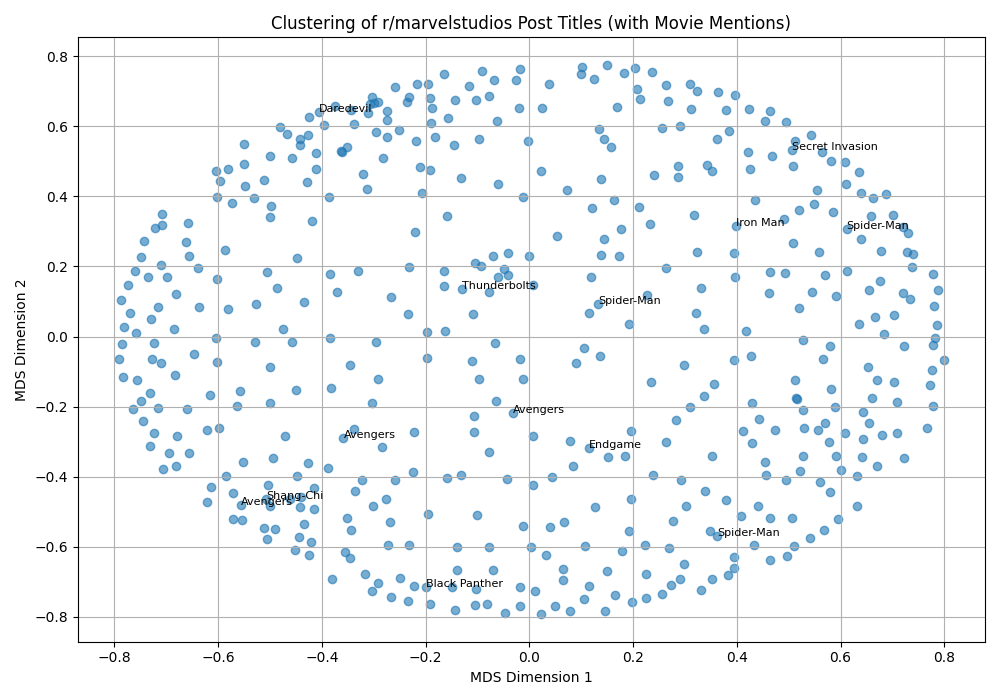 Clustering of r/marvelstudios Post Titles (with Movie Mentions)
MDS Dimension 2
0.8
0.6
0.4
0.2
0.0
−0.2
−0.4
−0.6
−0.8
Daredevil
Secret Invasion
Iron Man
Spider-Man
Thunderbolts
Spider-Man
Avengers
Avengers
Endgame
Shang-Chi
Avengers
Spider-Man
Black Panther
−0.8 −0.6 −0.4 −0.2 0.0 0.2 0.4 0.6 0.8
MDS Dimension 1